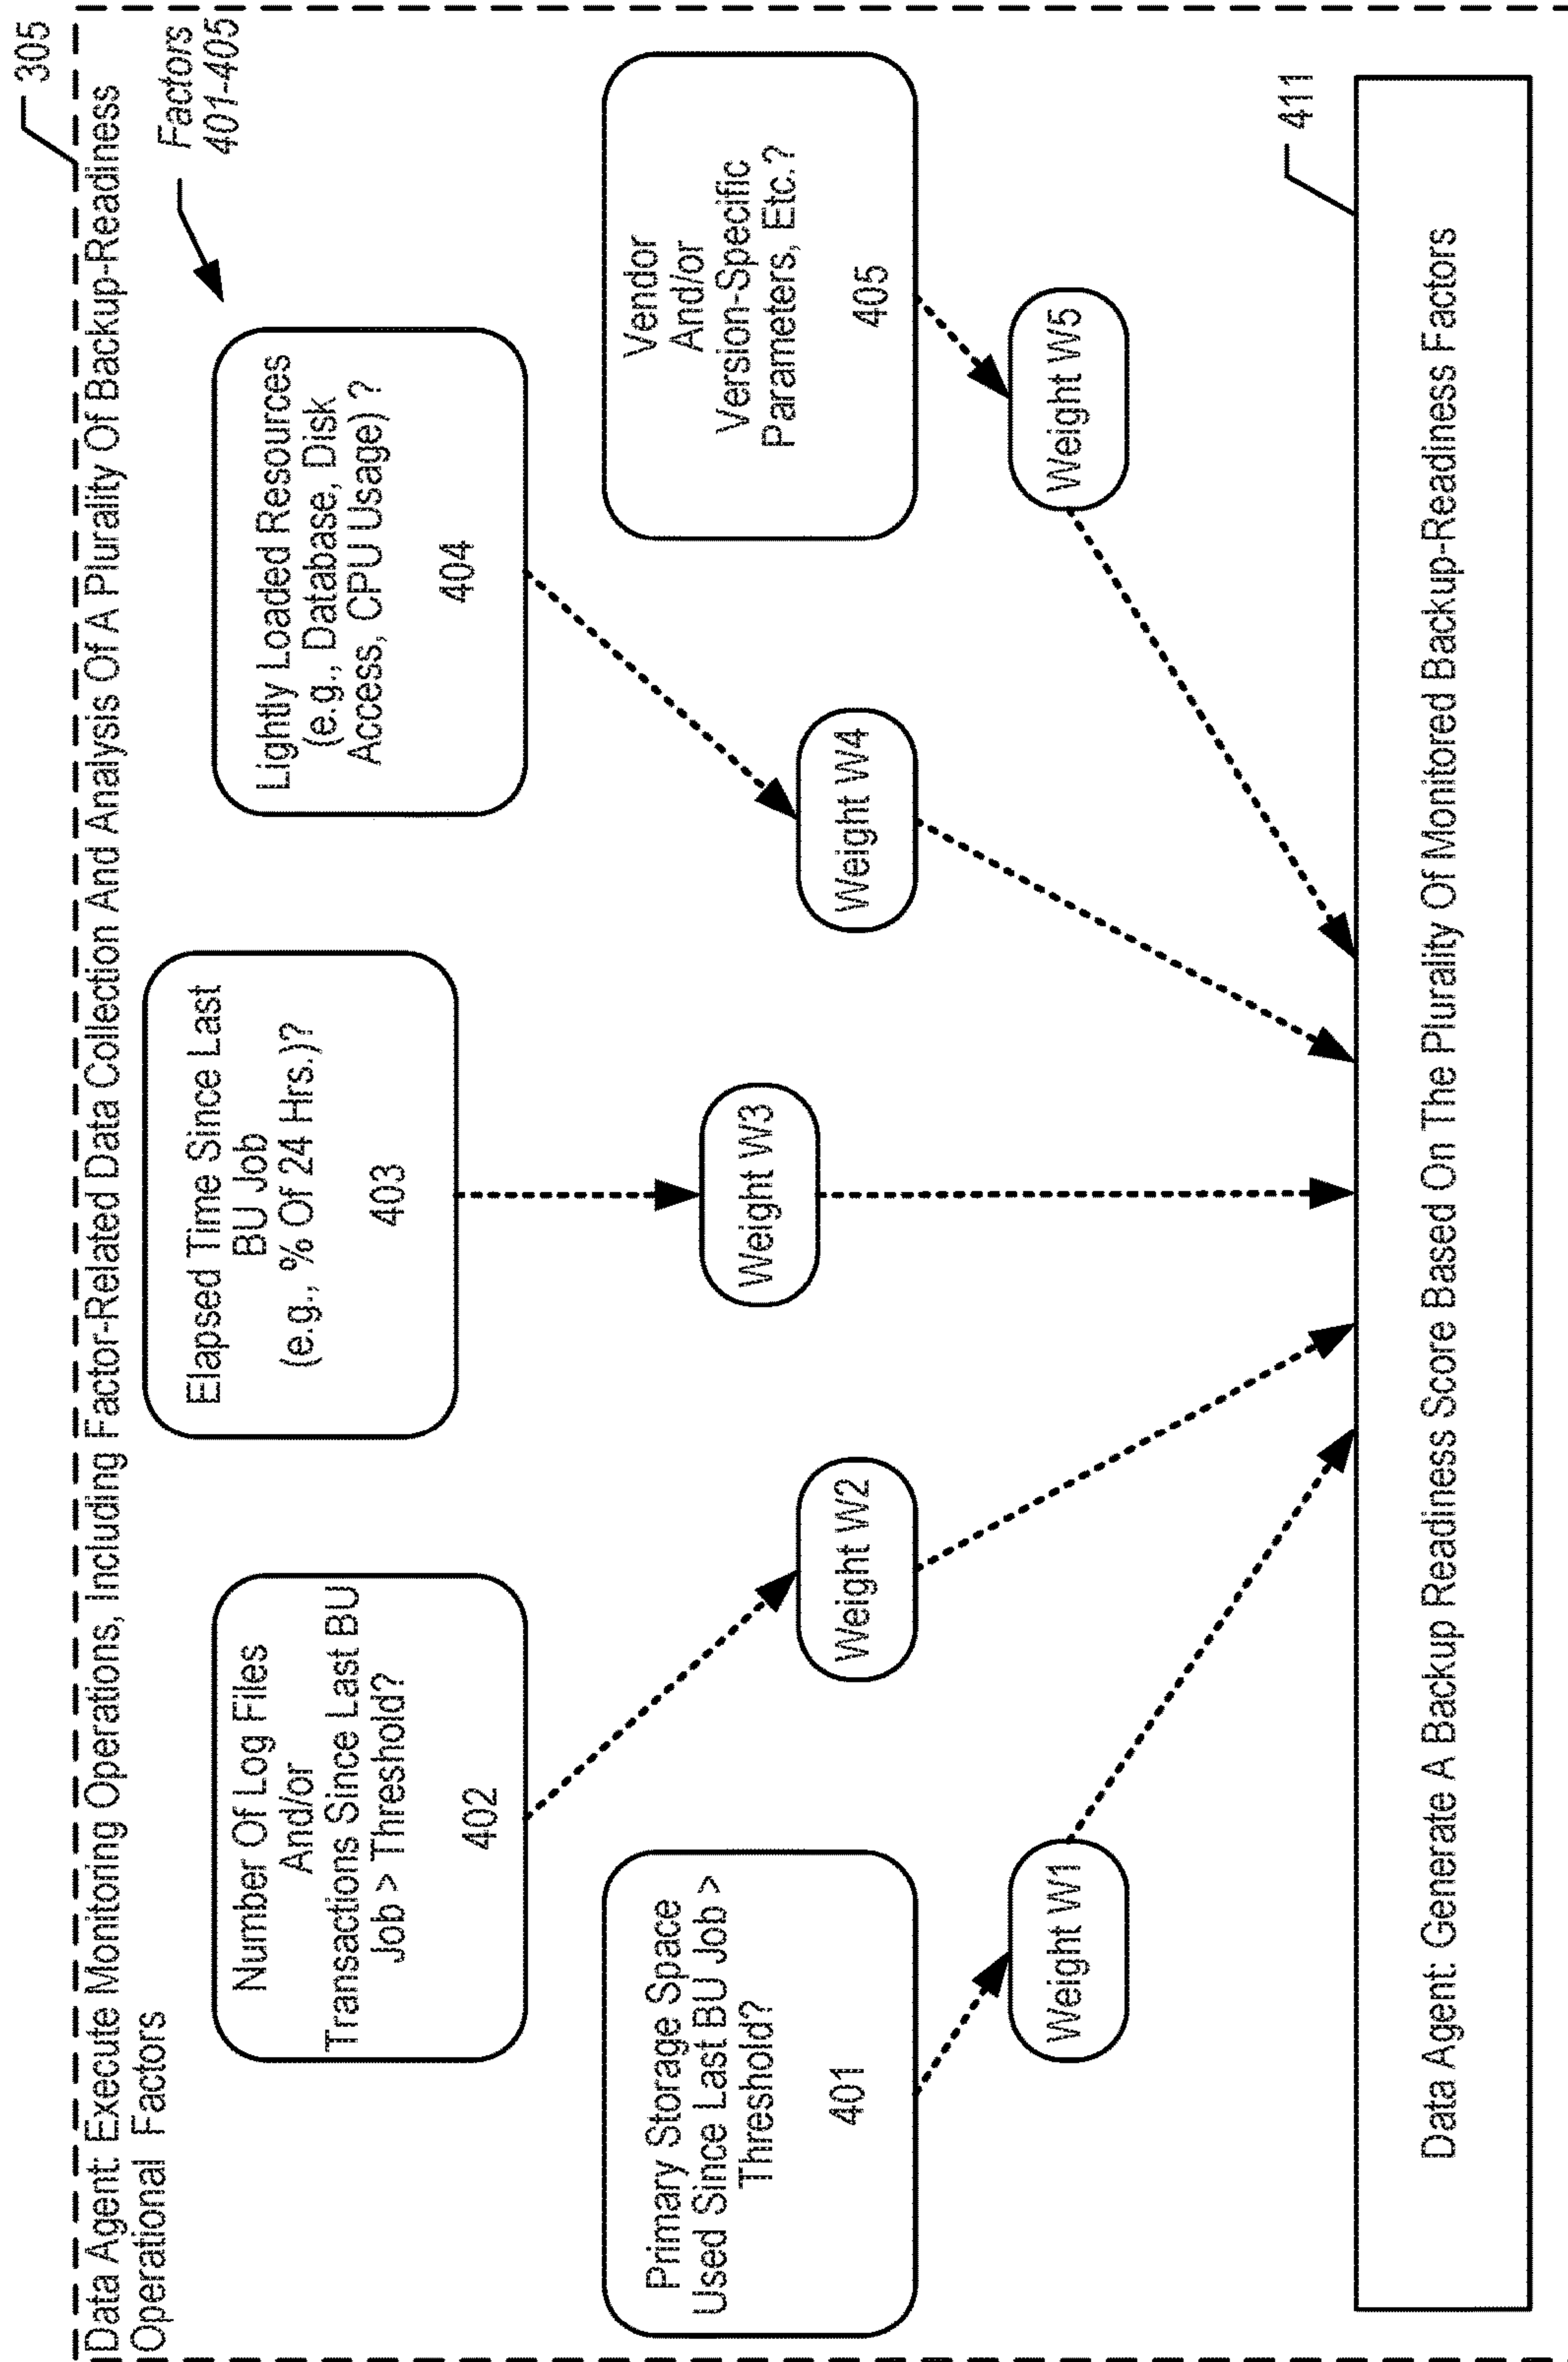 305
Data Agent: Execute Monitoring Operations, Including Factor-Related Data Collection And Analysis Of A Plurality Of Backup-Readiness
Operational Factors
Factors
401-405
Elapsed Time Since Last
BU Job
(e.g., % Of 24 Hrs.)?
403
Number Of Log Files
And/or
Transactions Since Last BU
Job > Threshold?
402
Lightly Loaded Resources
(e.g., Database, Disk
Access, CPU Usage) ?
404
Primary Storage Space
Used Since Last BU Job >
Threshold?
401
Vendor
And/or
Version-Specific
Parameters, Etc.?
405
Weight W1
Weight W2
Weight W3
Weight W4
Weight W5
411
Data Agent: Generate A Backup Readiness Score Based On The Plurality Of Monitored Backup-Readiness Factors